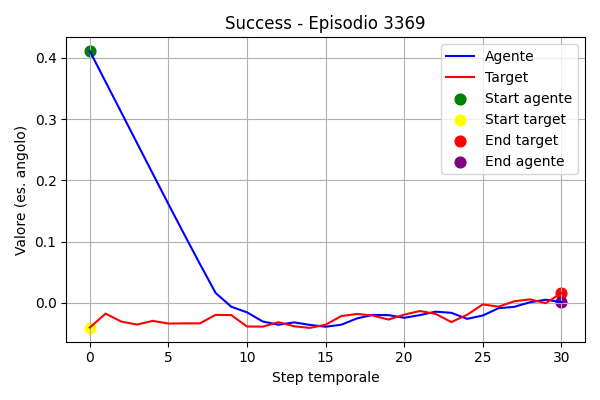 Success - Episodio 3369
Valore (es. angolo)
0.4
0.3
0.2
0.1
0.0
Agente
Target
Start agente
Start target
End target
End agente
0 5 10 15 20 25 30
Step temporale